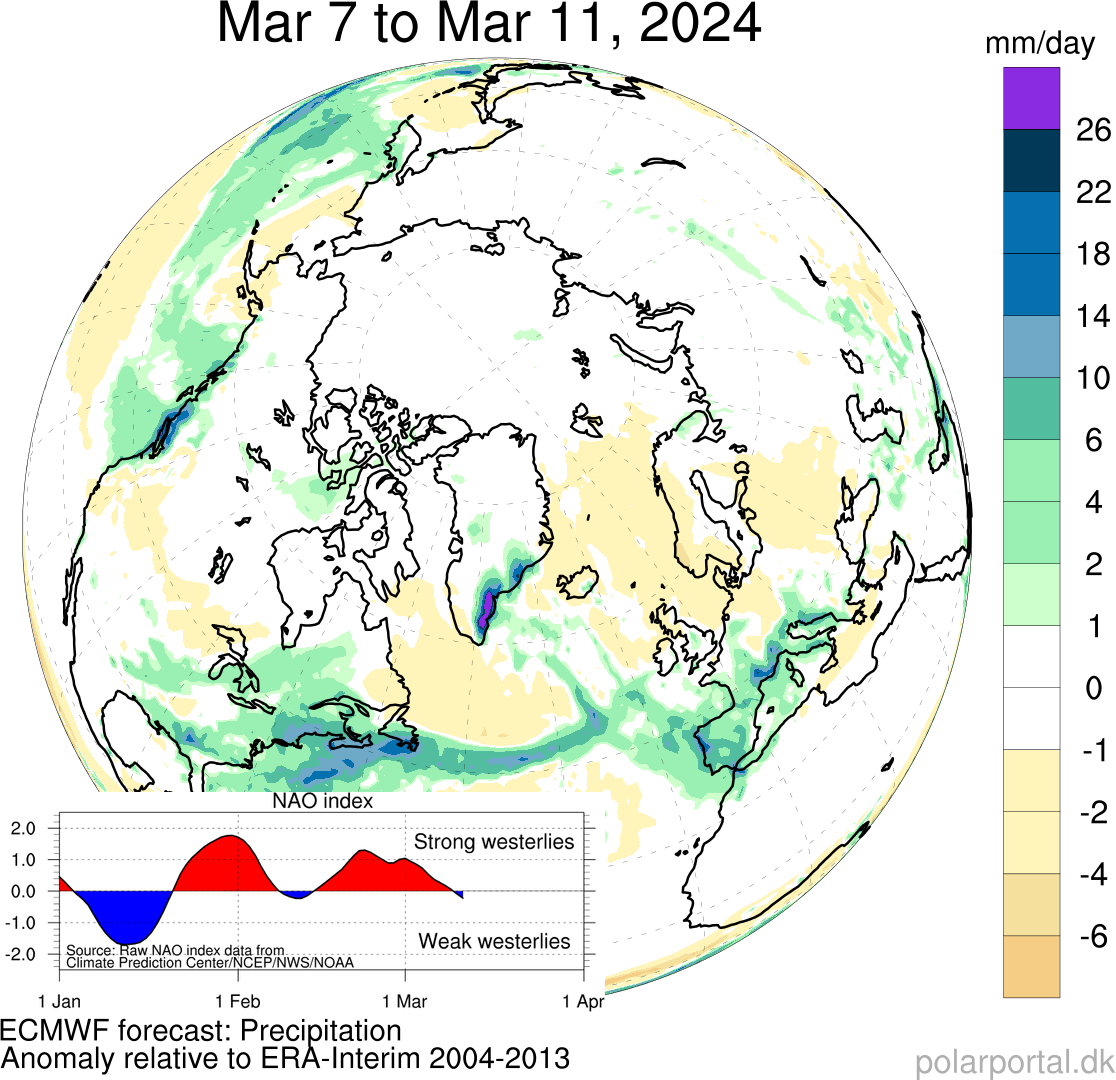 Mar 7 to Mar 11, 2024
mm/day
26
22
18
14
10
6
4
2
1
0
-1
-2
-4
-6
NAO index
2.0
1.0
0.0
-1.0
-2.0
Strong westerlies
Weak westerlies
Source: Raw NAO index data from
Climate Prediction Center/NCEP/NWS/NOAA
1 Jan 1 Feb 1 Mar 1 Apr
ECMWF forecast: Precipitation
Anomaly relative to ERA-Interim 2004-2013
polarportal.dk